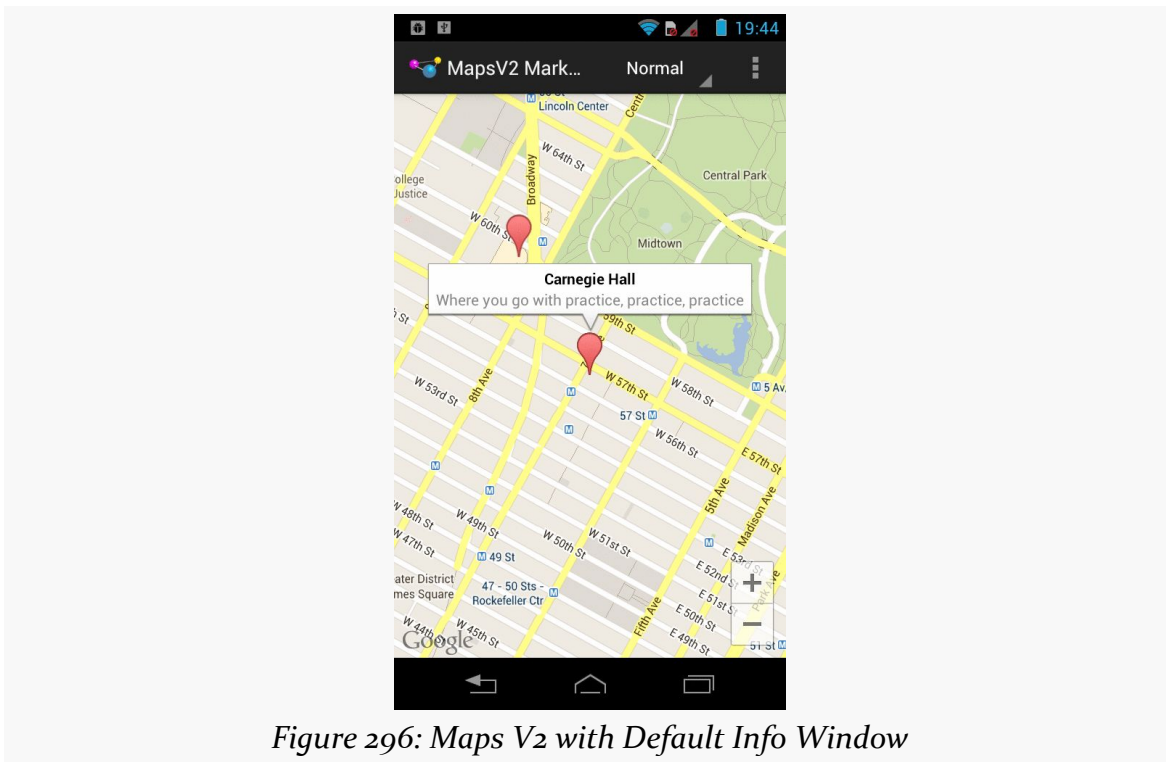 19:44
MapsV2 Mark...
Normal
Lincoln Center
W 64th St
Broadway
Central Park
ollege
Justice
W 60th St
Midtown
Carnegie Hall
Where you go with practice, practice, practice
59th St
W 57th St
W 58th St
M 5 Av
W 53rd St
8th Ave
57 St M
W 56th St
E 57th St
5th Ave
Madison Ave
W 48th St
W 49th St
W 47th St
W 50th St
W 51st St
M 49 St
E 53rd St
E 52nd St
ater District
mes Square
47 - 50 Sts -
Rockefeller Ctr
E 51st St
Park Ave
E 50th St
Fifth Ave
E 49th St
51 St M
W 44th St
W 45th St
Google
+
−
Figure 296: Maps V2 with Default Info Window